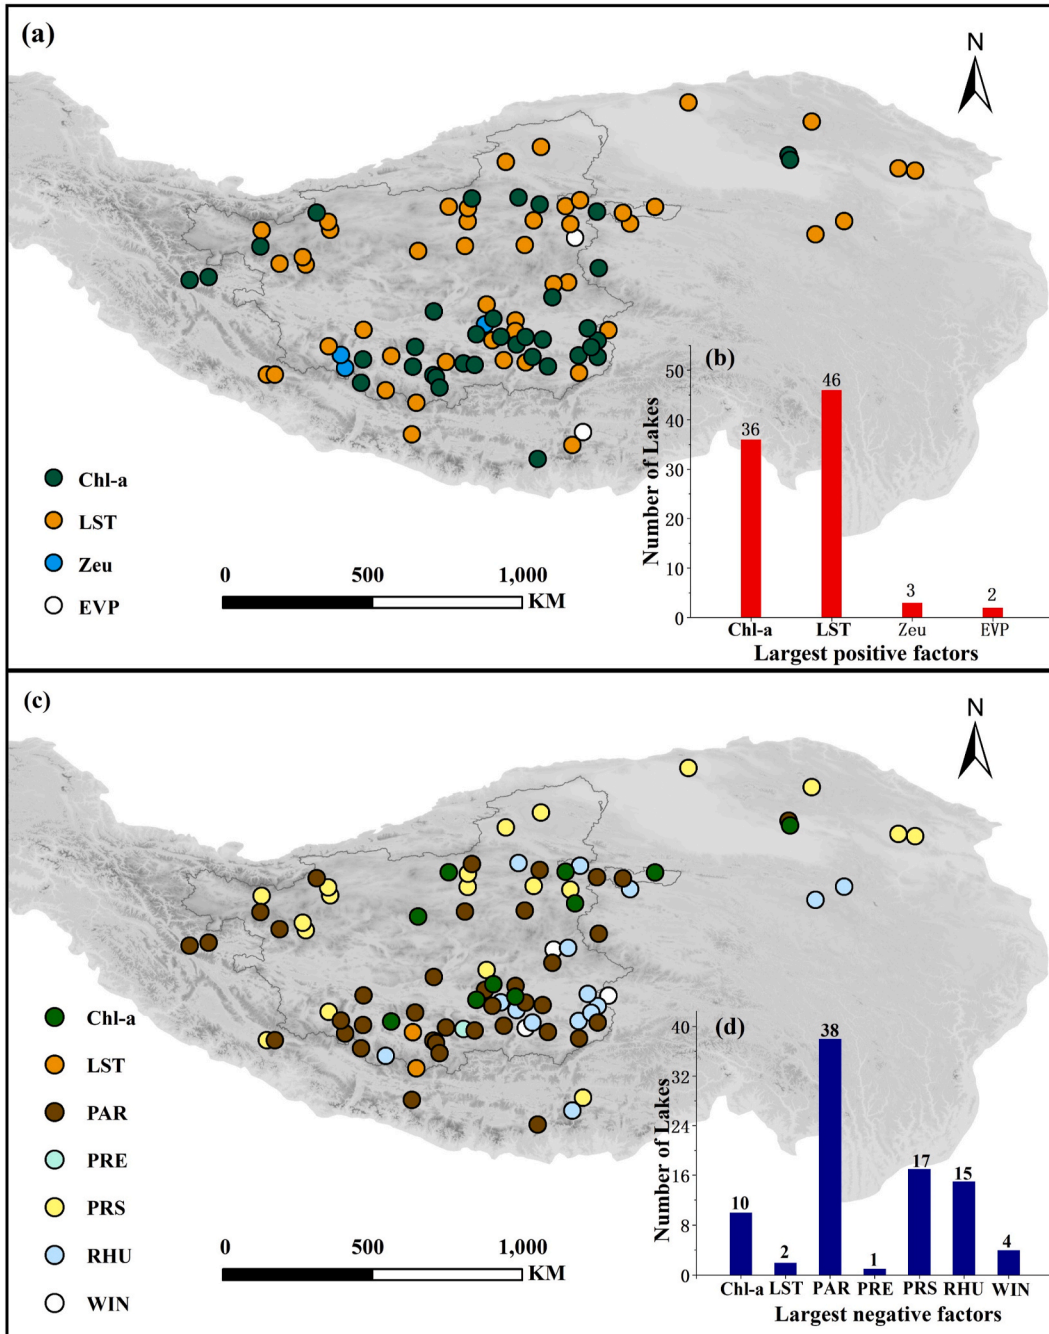 (a)
N
Chl-a
LST
Zeu
EVP
0 500 1,000
KM
(b)
Number of Lakes
50
40
30
20
10
0
36
46
3
2
Chl-a LST Zeu EVP
Largest positive factors
(c)
N
Chl-a
LST
PAR
PRE
PRS
RHU
WIN
0 500 1,000
KM
(d)
Number of Lakes
40
32
24
16
8
0
10
2
38
1
17
15
4
Chl-a LST PAR PRE PRS RHU WIN
Largest negative factors